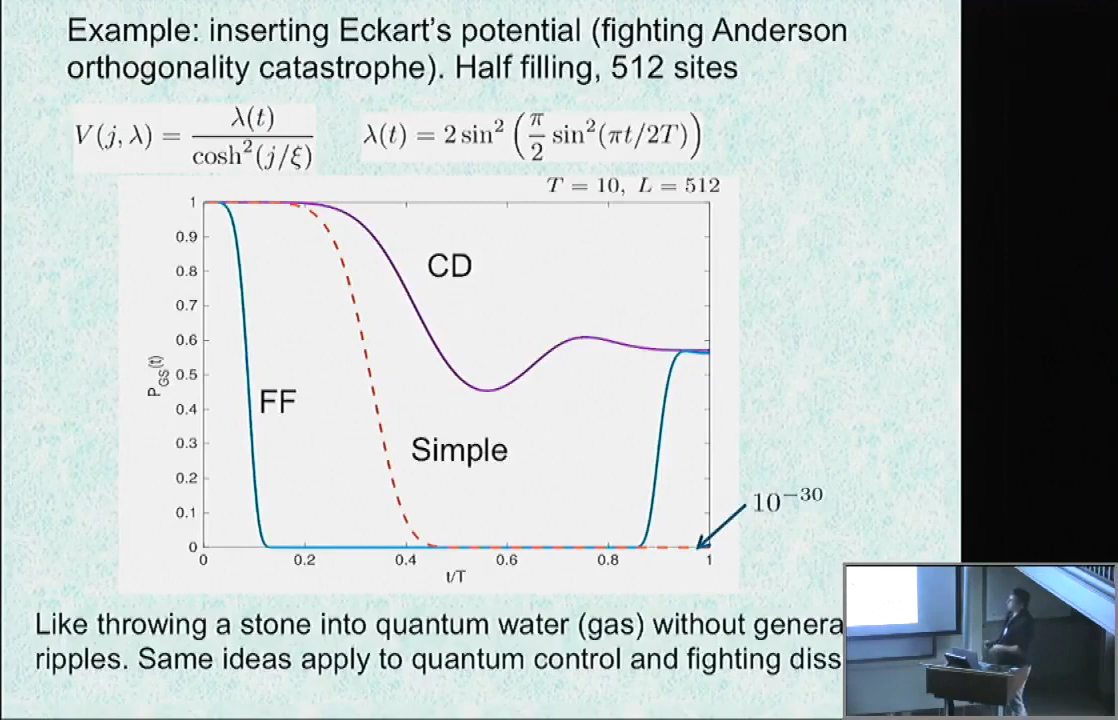 Example: inserting Eckart's potential (fighting Anderson
orthogonality catastrophe). Half filling, 512 sites
V(j, λ) = λ(t) / cosh²(j/ξ)
λ(t) = 2 sin² (π/2 sin²(πt/2T))
T = 10, L = 512
1
0.9
0.8
0.7
0.6
0.5
0.4
0.3
0.2
0.1
0
P_GS(t)
CD
FF
Simple
10⁻³⁰
0 0.2 0.4 0.6 0.8 1
t/T
Like throwing a stone into quantum water (gas) without genera
ripples. Same ideas apply to quantum control and fighting diss